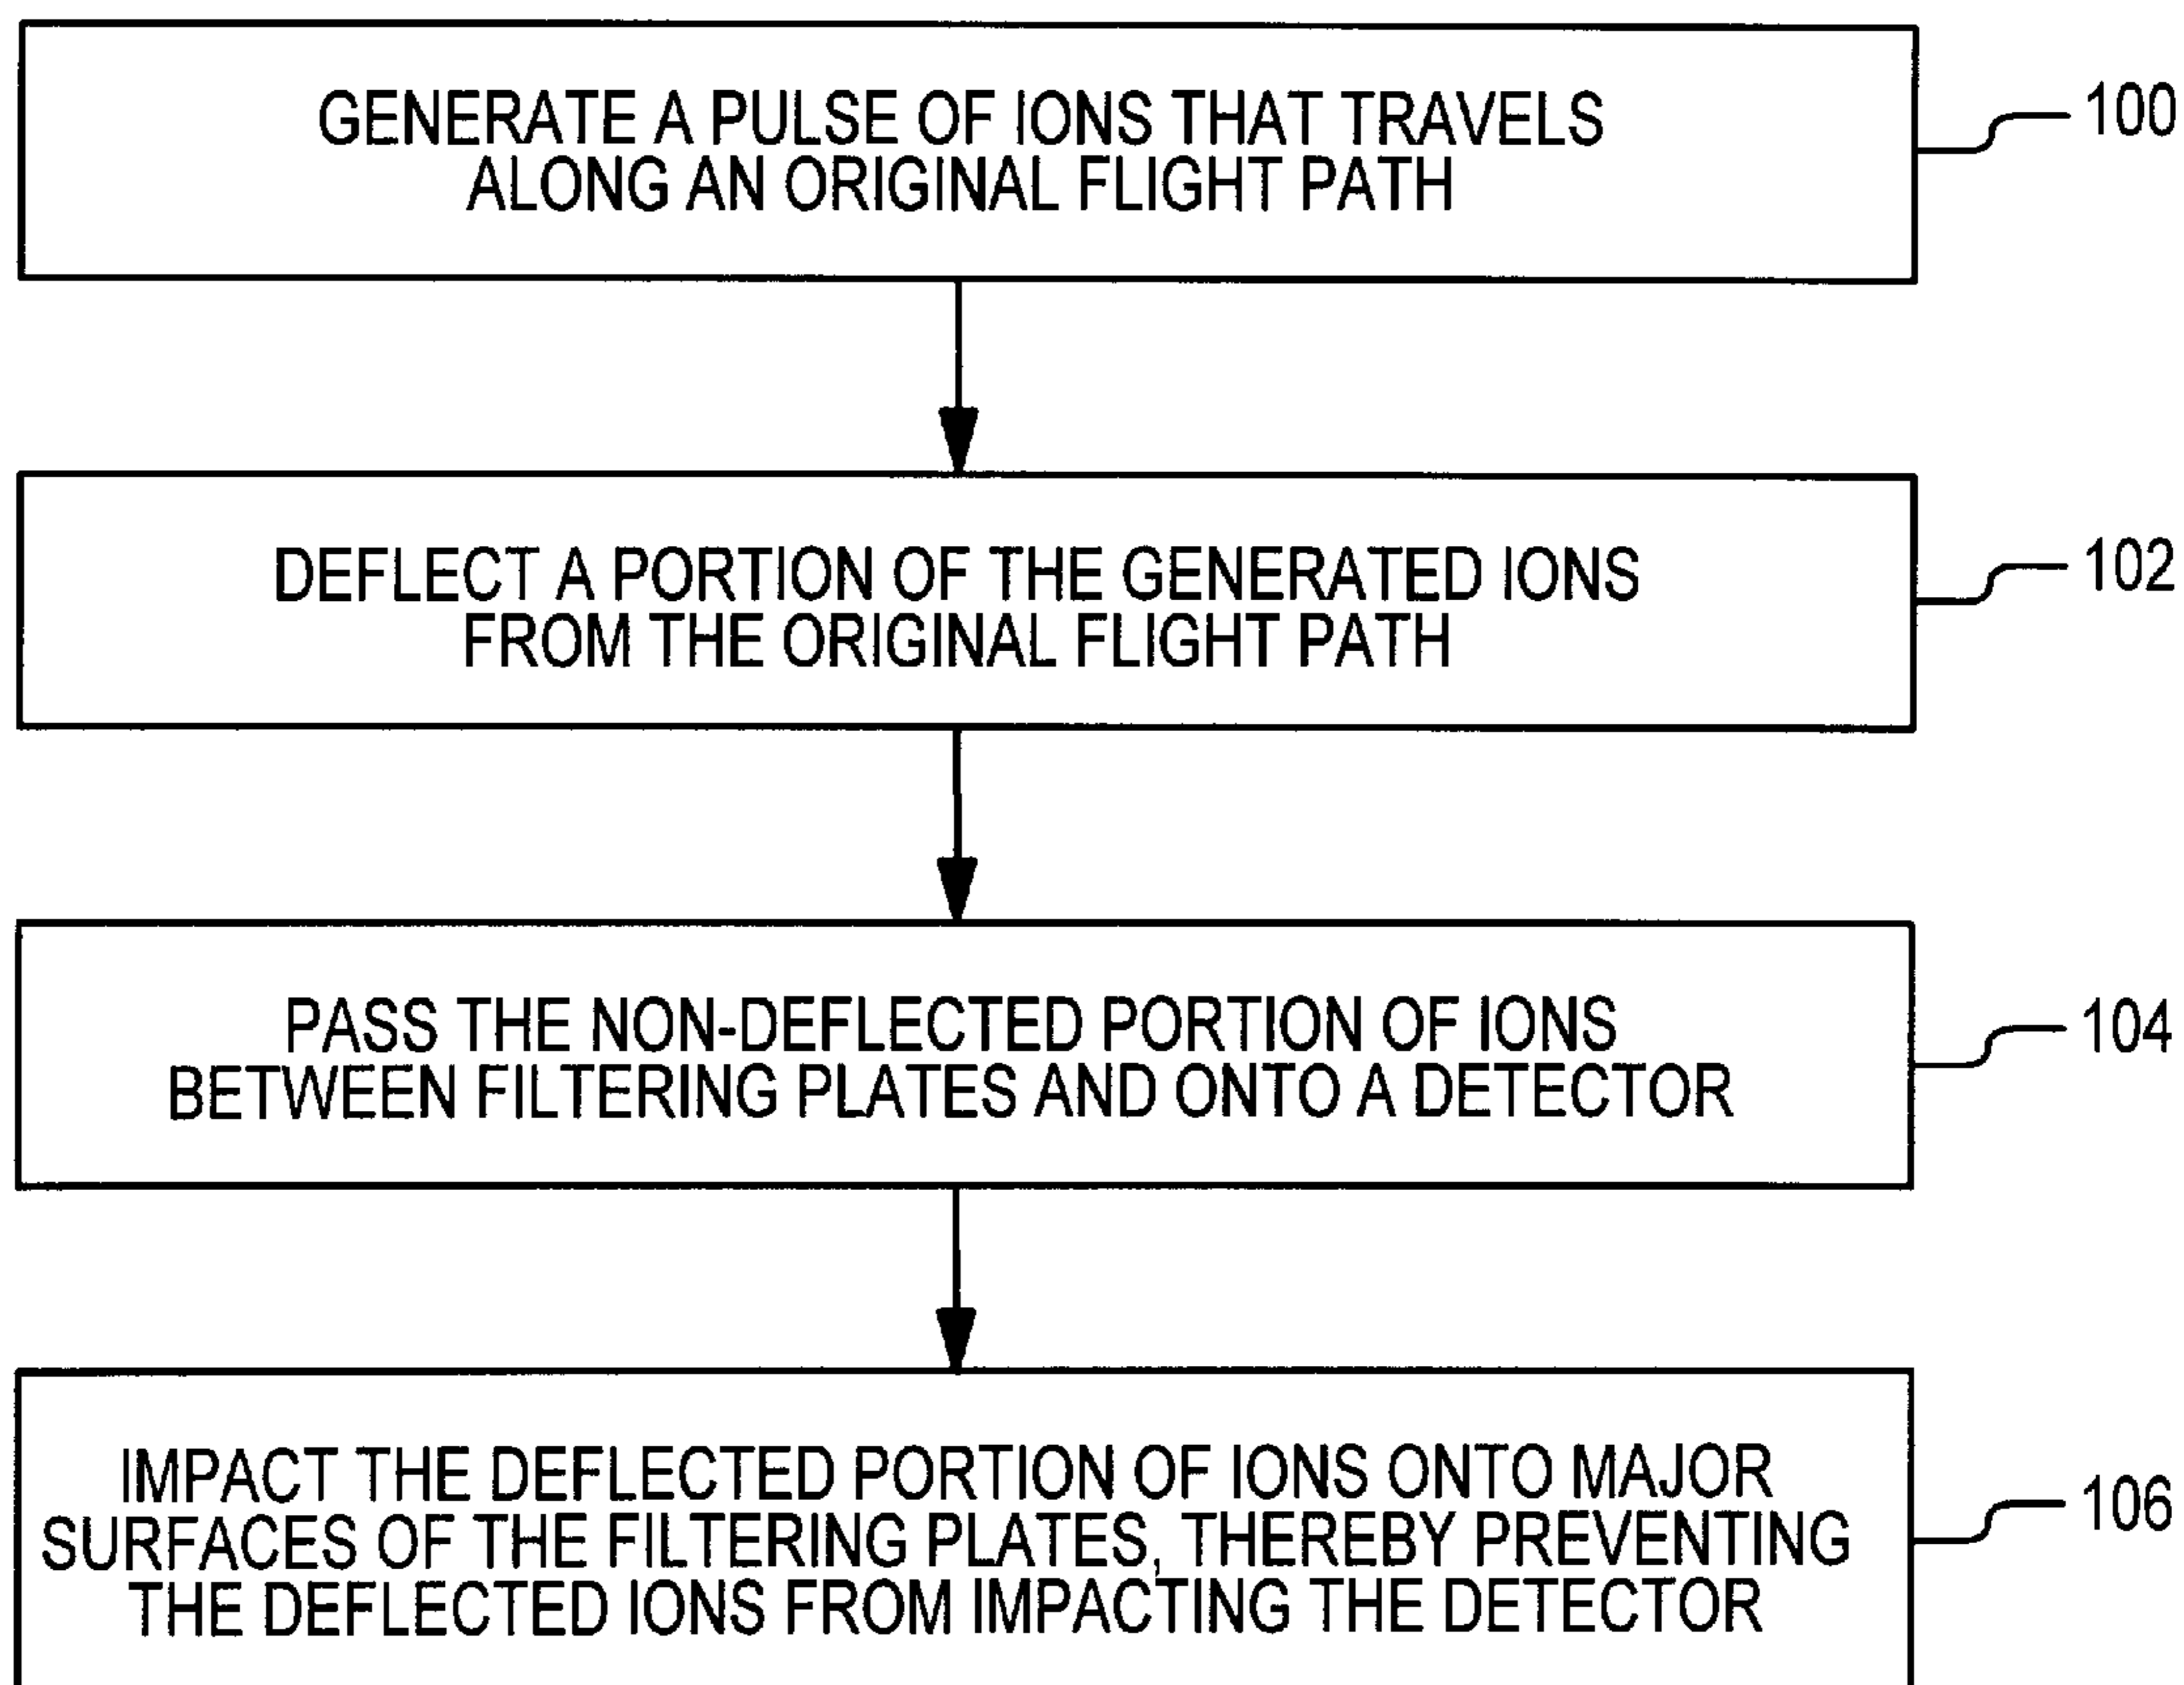 GENERATE A PULSE OF IONS THAT TRAVELS
ALONG AN ORIGINAL FLIGHT PATH
100
DEFLECT A PORTION OF THE GENERATED IONS
FROM THE ORIGINAL FLIGHT PATH
102
PASS THE NON-DEFLECTED PORTION OF IONS
BETWEEN FILTERING PLATES AND ONTO A DETECTOR
104
IMPACT THE DEFLECTED PORTION OF IONS ONTO MAJOR
SURFACES OF THE FILTERING PLATES, THEREBY PREVENTING
THE DEFLECTED IONS FROM IMPACTING THE DETECTOR
106